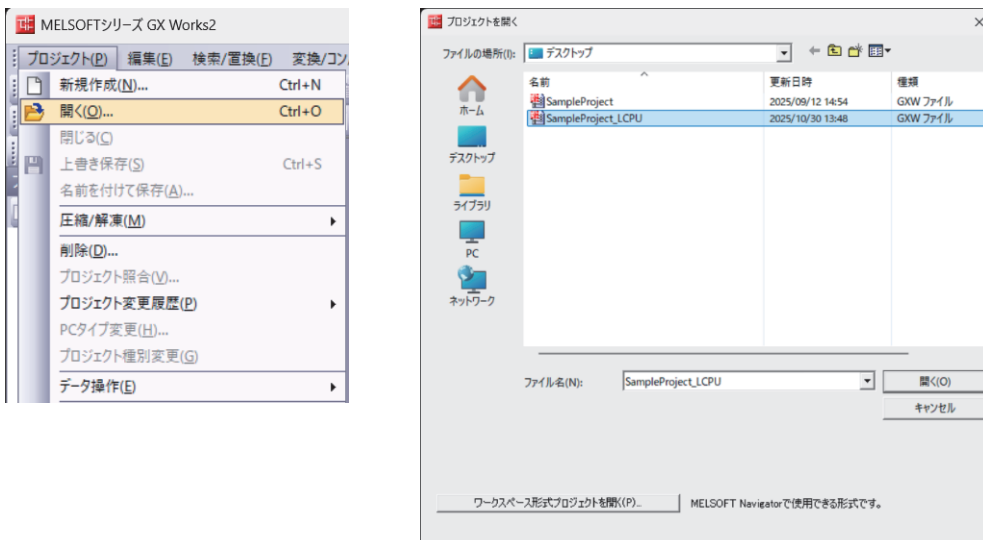 MELSOFTシリーズ GX Works2
プロジェクト(P) 編集(E) 検索/置換(F) 変換/コン
新規作成(N)... Ctrl+N
開く(O)... Ctrl+O
閉じる(C)
上書き保存(S) Ctrl+S
名前を付けて保存(A)...
圧縮/解凍(M)
削除(D)...
プロジェクト照合(V)...
プロジェクト変更履歴(P)
PCタイプ変更(H)...
プロジェクト種別変更(G)
データ操作(E)
プロジェクトを開く
ファイルの場所(I): デスクトップ
名前 更新日時 種類
SampleProject 2025/09/12 14:54 GXW ファイル
SampleProject_LCPU 2025/10/30 13:48 GXW ファイル
ホーム
デスクトップ
ライブラリ
PC
ネットワーク
ファイル名(N): SampleProject_LCPU 開く(O)
キャンセル
ワークスペース形式プロジェクトを開く(P)... MELSOFT Navigatorで使用できる形式です。